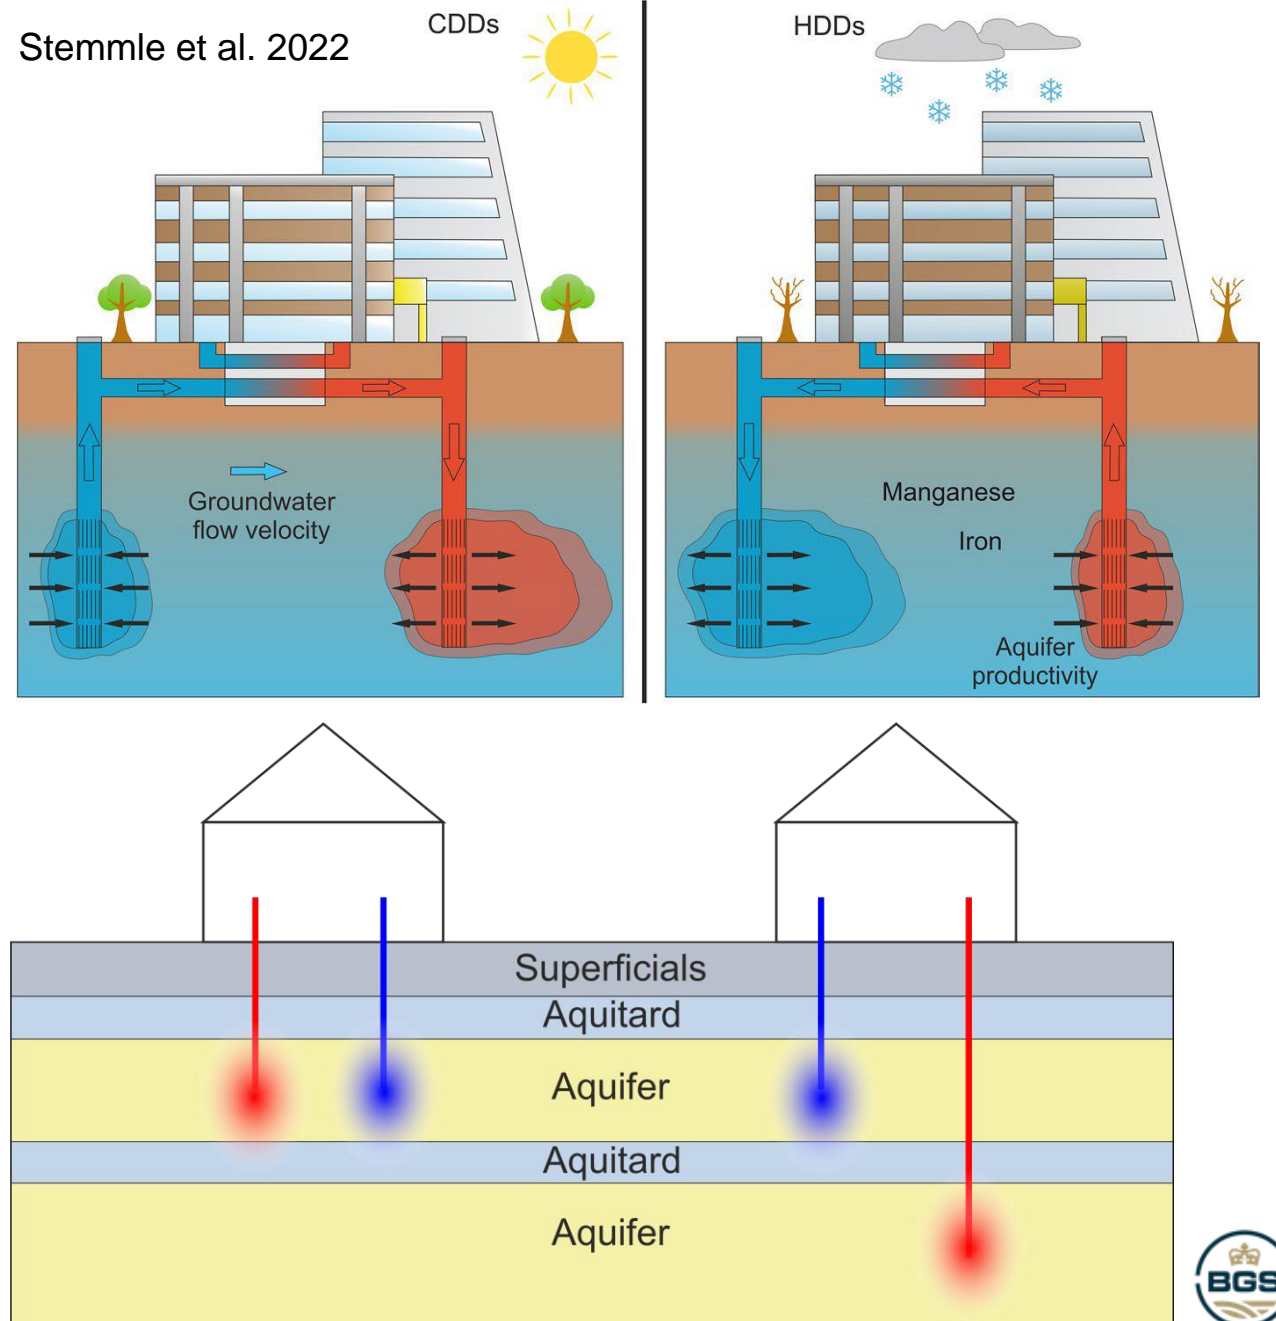 Stemmle et al. 2022
CDDs
HDDs
Groundwater
flow velocity
Manganese
Iron
Aquifer
productivity
Superficials
Aquitard
Aquifer
Aquitard
Aquifer
BGS